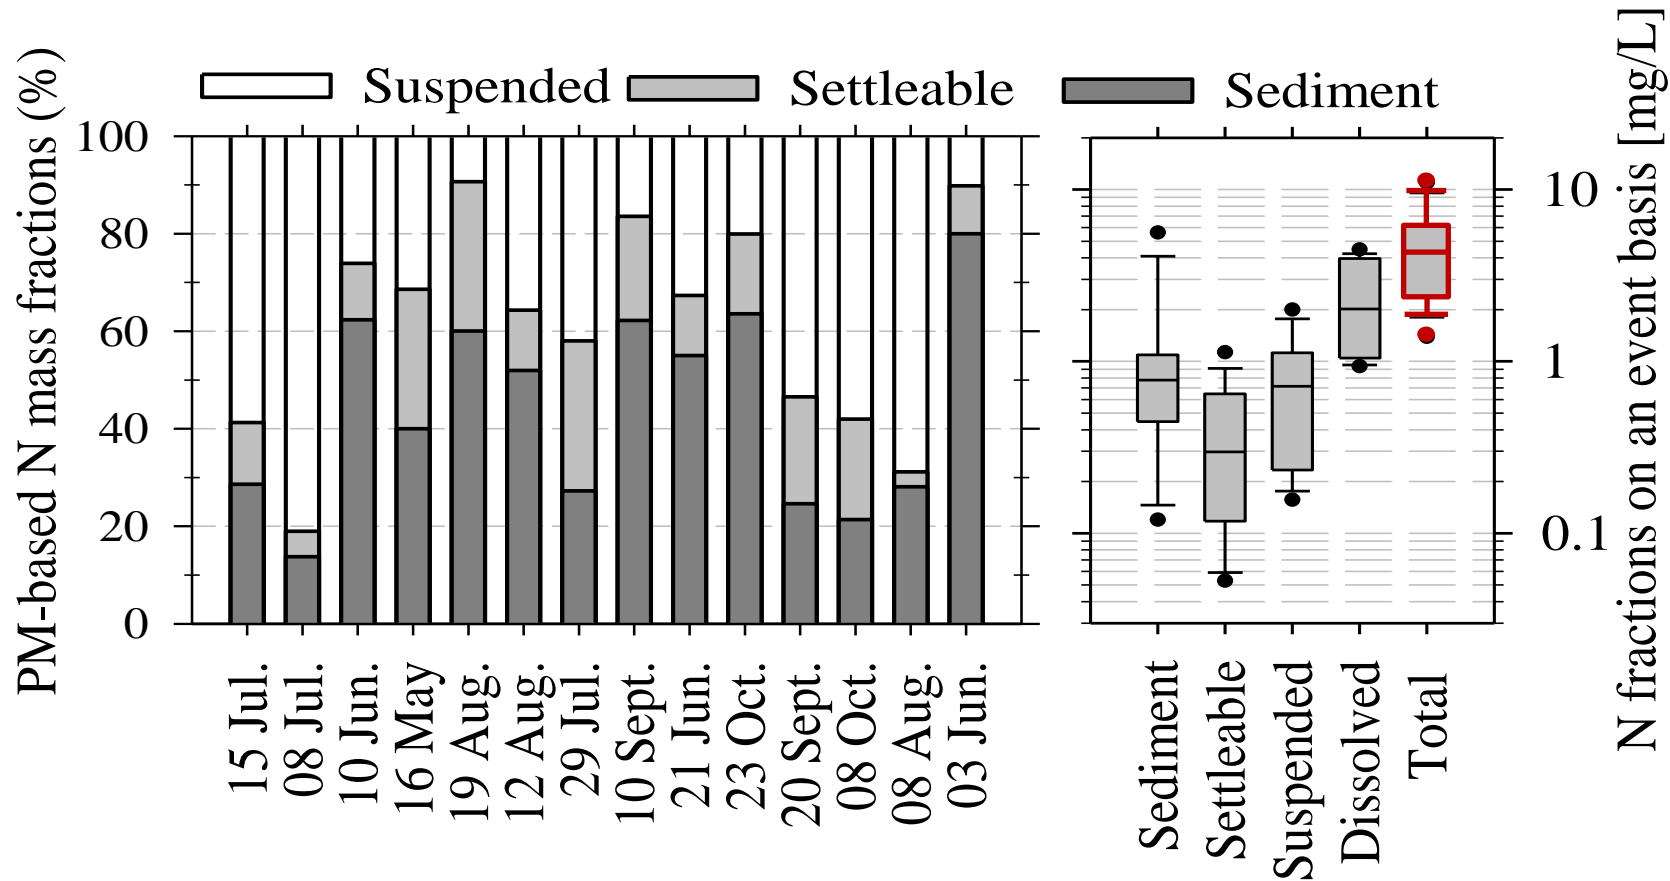 Suspended
Settleable
Sediment
PM-based N mass fractions (%)
100
80
60
40
20
0
15 Jul.
08 Jul.
10 Jun.
16 May
19 Aug.
12 Aug.
29 Jul.
10 Sept.
21 Jun.
23 Oct.
20 Sept.
08 Oct.
08 Aug.
03 Jun.
10
1
0.1
Sediment
Settleable
Suspended
Dissolved
Total
N fractions on an event basis [mg/L]